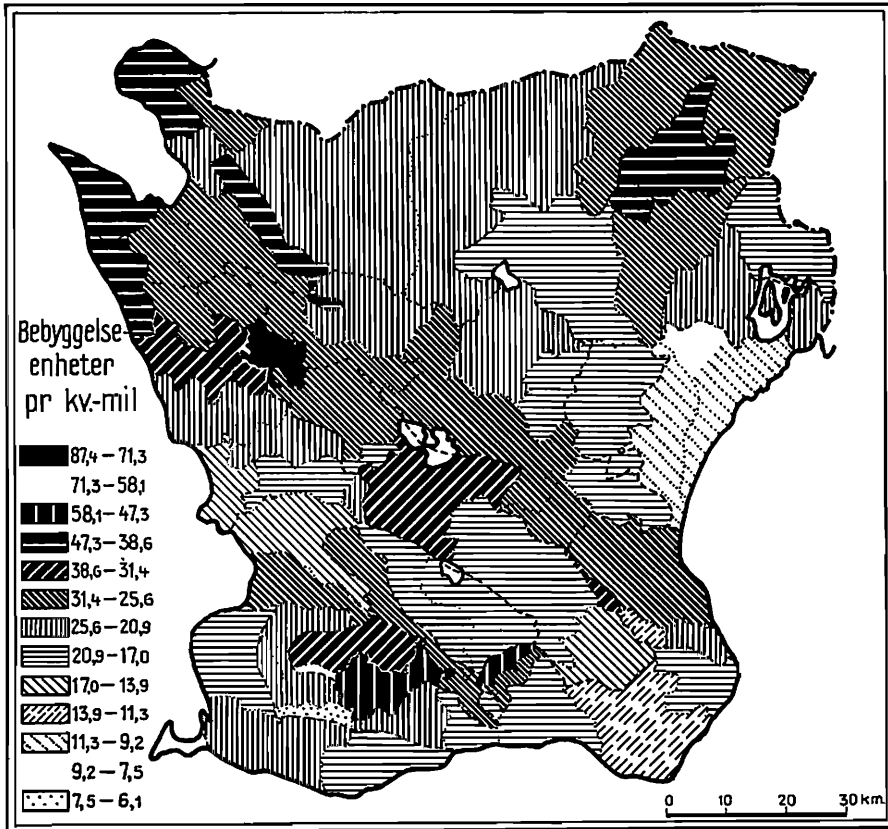 Bebyggelse-
enheter
pr kv.-mil
87,4 – 71,3
71,3 – 58,1
58,1 – 47,3
47,3 – 38,6
38,6 – 31,4
31,4 – 25,6
25,6 – 20,9
20,9 – 17,0
17,0 – 13,9
13,9 – 11,3
11,3 – 9,2
9,2 – 7,5
7,5 – 6,1
0 10 20 30 km.